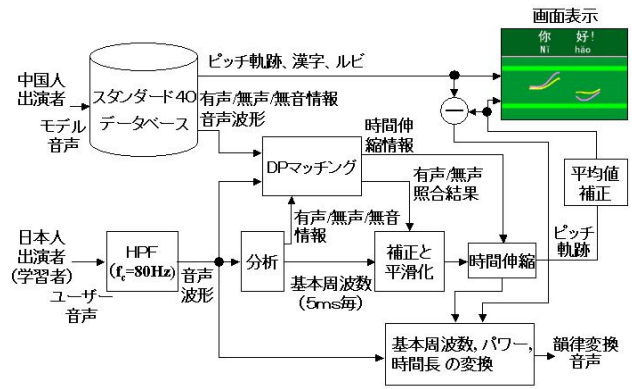 画面表示
你 好!
Nǐ hǎo
中国人
出演者
モデル
音声
スタンダード40
データベース
ピッチ軌跡、漢字、ルビ
有声/無声/無音情報
音声波形
時間伸
縮情報
DPマッチング
有声/無声
照合結果
平均値
補正
有声/無声/無音
情報
日本人
出演者
(学習者)
ユーザー
音声
HPF
(fc=80Hz)
音声
波形
分析
基本周波数
(5ms毎)
補正と
平滑化
時間伸縮
ピッチ
軌跡
基本周波数, パワー,
時間長 の変換
韻律変換
音声